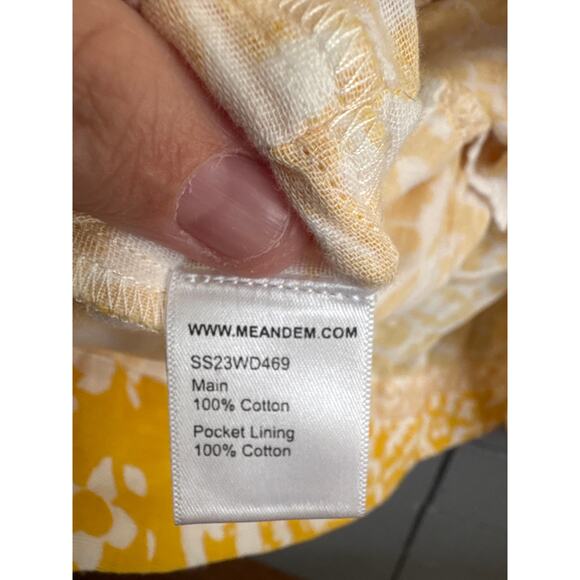 WWW.MEANDEM.COM
SS23WD469
Main
100% Cotton
Pocket Lining
100% Cotton